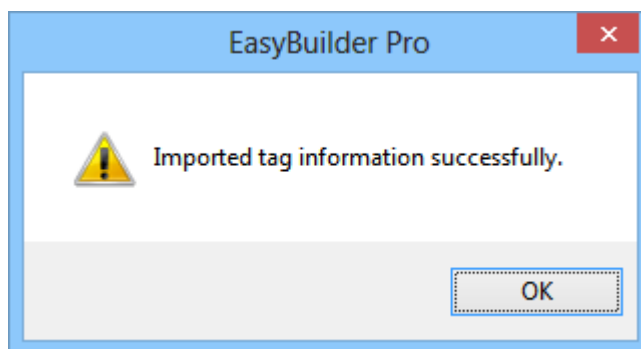 EasyBuilder Pro
Imported tag information successfully.
OK